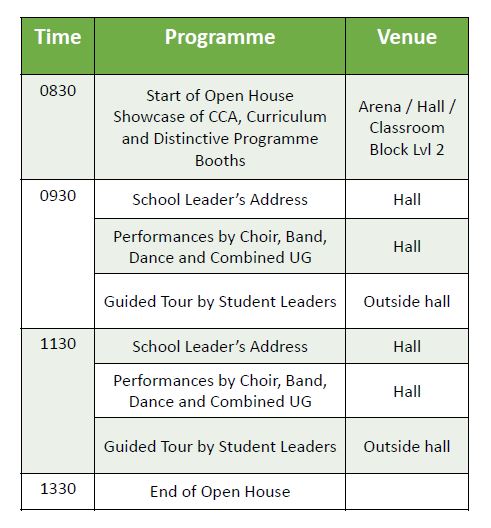 Time Programme Venue
0830
Start of Open House
Showcase of CCA, Curriculum
and Distinctive Programme
Booths
Arena / Hall /
Classroom
Block Lvl 2
0930
School Leader’s Address
Hall
Performances by Choir, Band,
Dance and Combined UG
Hall
Guided Tour by Student Leaders
Outside hall
1130
School Leader’s Address
Hall
Performances by Choir, Band,
Dance and Combined UG
Hall
Guided Tour by Student Leaders
Outside hall
1330
End of Open House